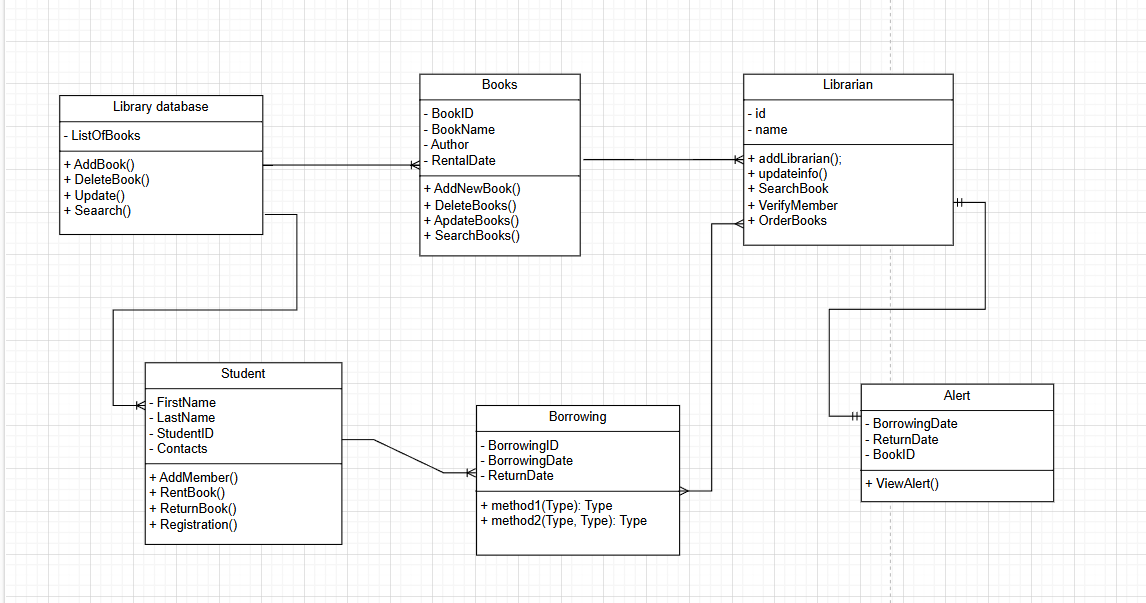 Library database
- ListOfBooks
+ AddBook()
+ DeleteBook()
+ Update()
+ Seaarch()
Books
- BookID
- BookName
- Author
- RentalDate
+ AddNewBook()
+ DeleteBooks()
+ ApdateBooks()
+ SearchBooks()
Librarian
- id
- name
+ addLibrarian();
+ updateinfo()
+ SearchBook
+ VerifyMember
+ OrderBooks
Student
- FirstName
- LastName
- StudentID
- Contacts
+ AddMember()
+ RentBook()
+ ReturnBook()
+ Registration()
Borrowing
- BorrowingID
- BorrowingDate
- ReturnDate
+ method1(Type): Type
+ method2(Type, Type): Type
Alert
- BorrowingDate
- ReturnDate
- BookID
+ ViewAlert()